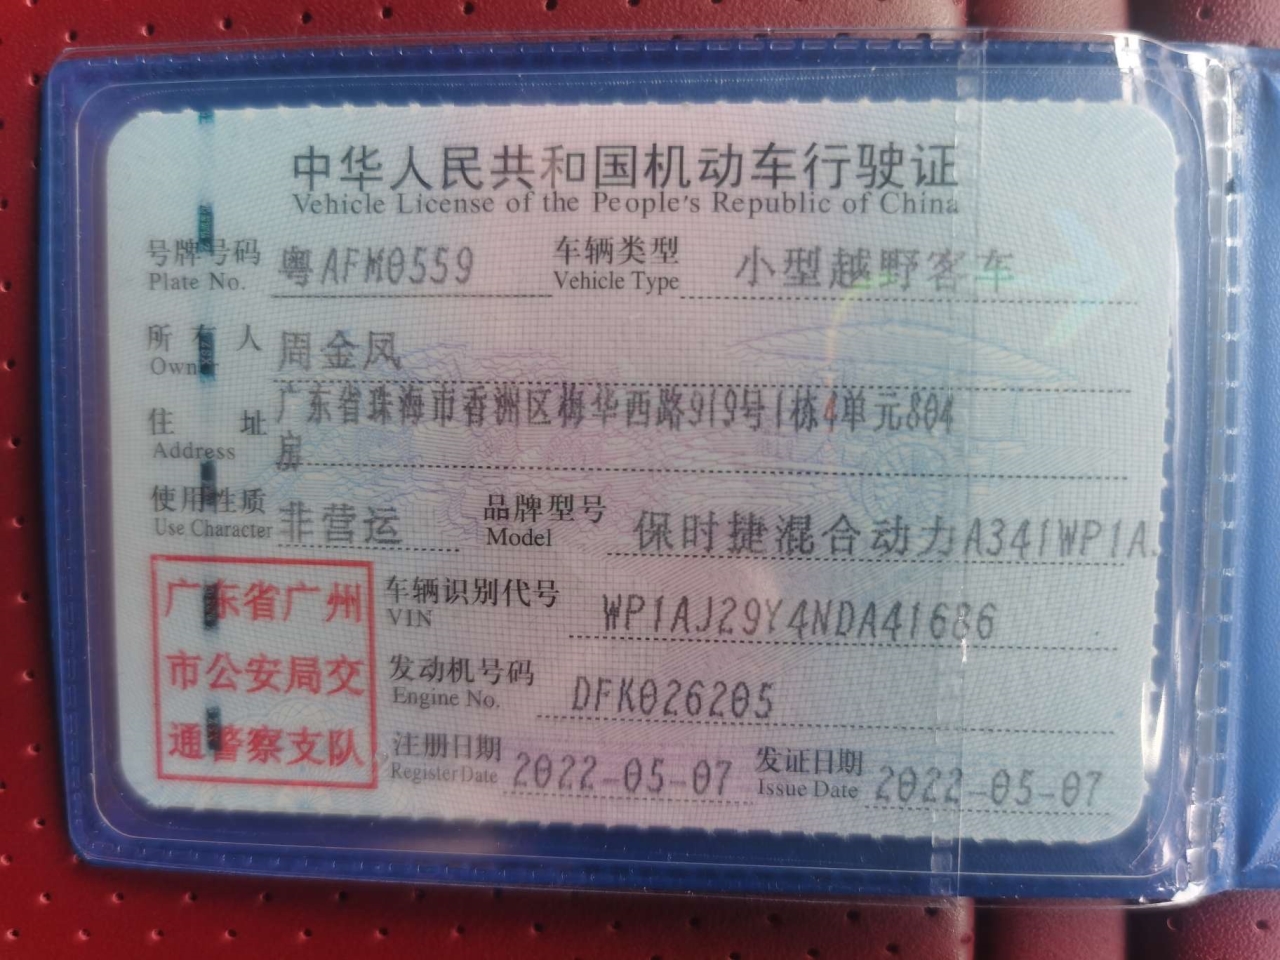 中华人民共和国机动车行驶证
Vehicle License of the People's Republic of China
号牌号码 粤AFM0559 车辆类型 小型越野客车
Plate No. Vehicle Type
所有人 周金凤
Owner
住址 广东省珠海市香洲区梅华西路919号1栋4单元804
Address 房
使用性质 非营运 品牌型号 保时捷混合动力A341WP1A
Use Character Model
广东省广州
市公安局交
通警察支队
车辆识别代号 WP1AJ29Y4NDA41686
VIN
发动机号码 DFK026205
Engine No.
注册日期 2022-05-07 发证日期 2022-05-07
Register Date Issue Date